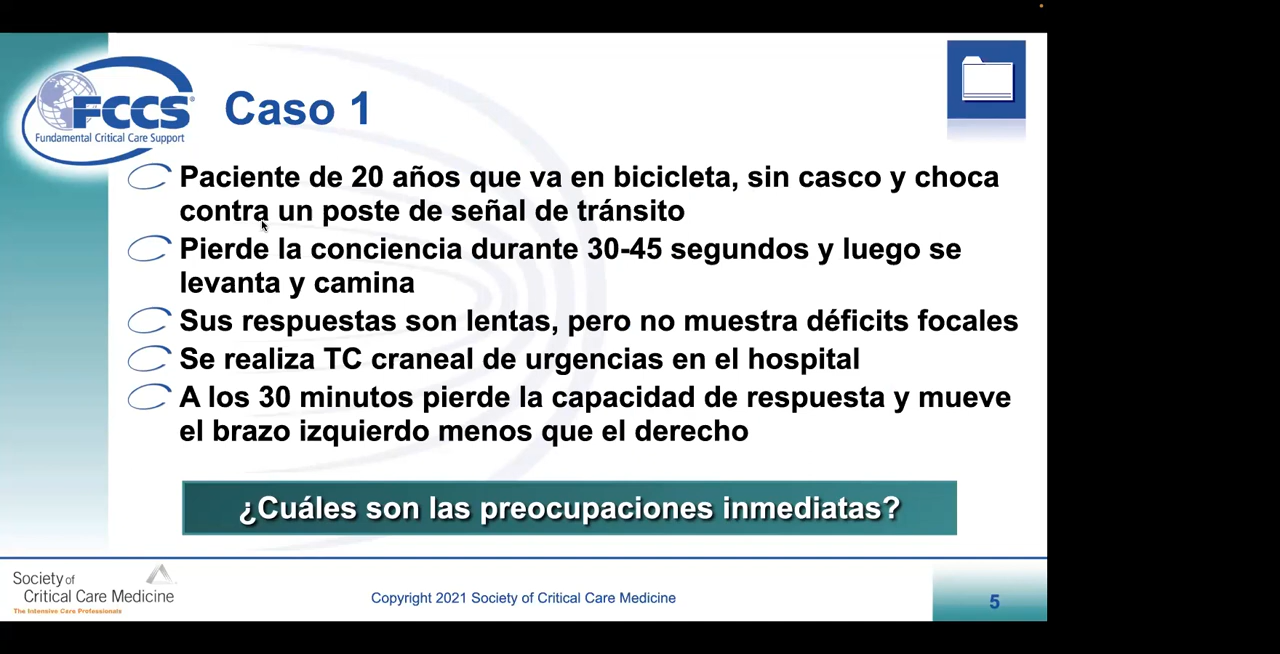 FCCS®
Fundamental Critical Care Support
Caso 1
Paciente de 20 años que va en bicicleta, sin casco y choca
contra un poste de señal de tránsito
Pierde la conciencia durante 30-45 segundos y luego se
levanta y camina
Sus respuestas son lentas, pero no muestra déficits focales
Se realiza TC craneal de urgencias en el hospital
A los 30 minutos pierde la capacidad de respuesta y mueve
el brazo izquierdo menos que el derecho
¿Cuáles son las preocupaciones inmediatas?
Society of
Critical Care Medicine
The Intensive Care Professionals
Copyright 2021 Society of Critical Care Medicine
5